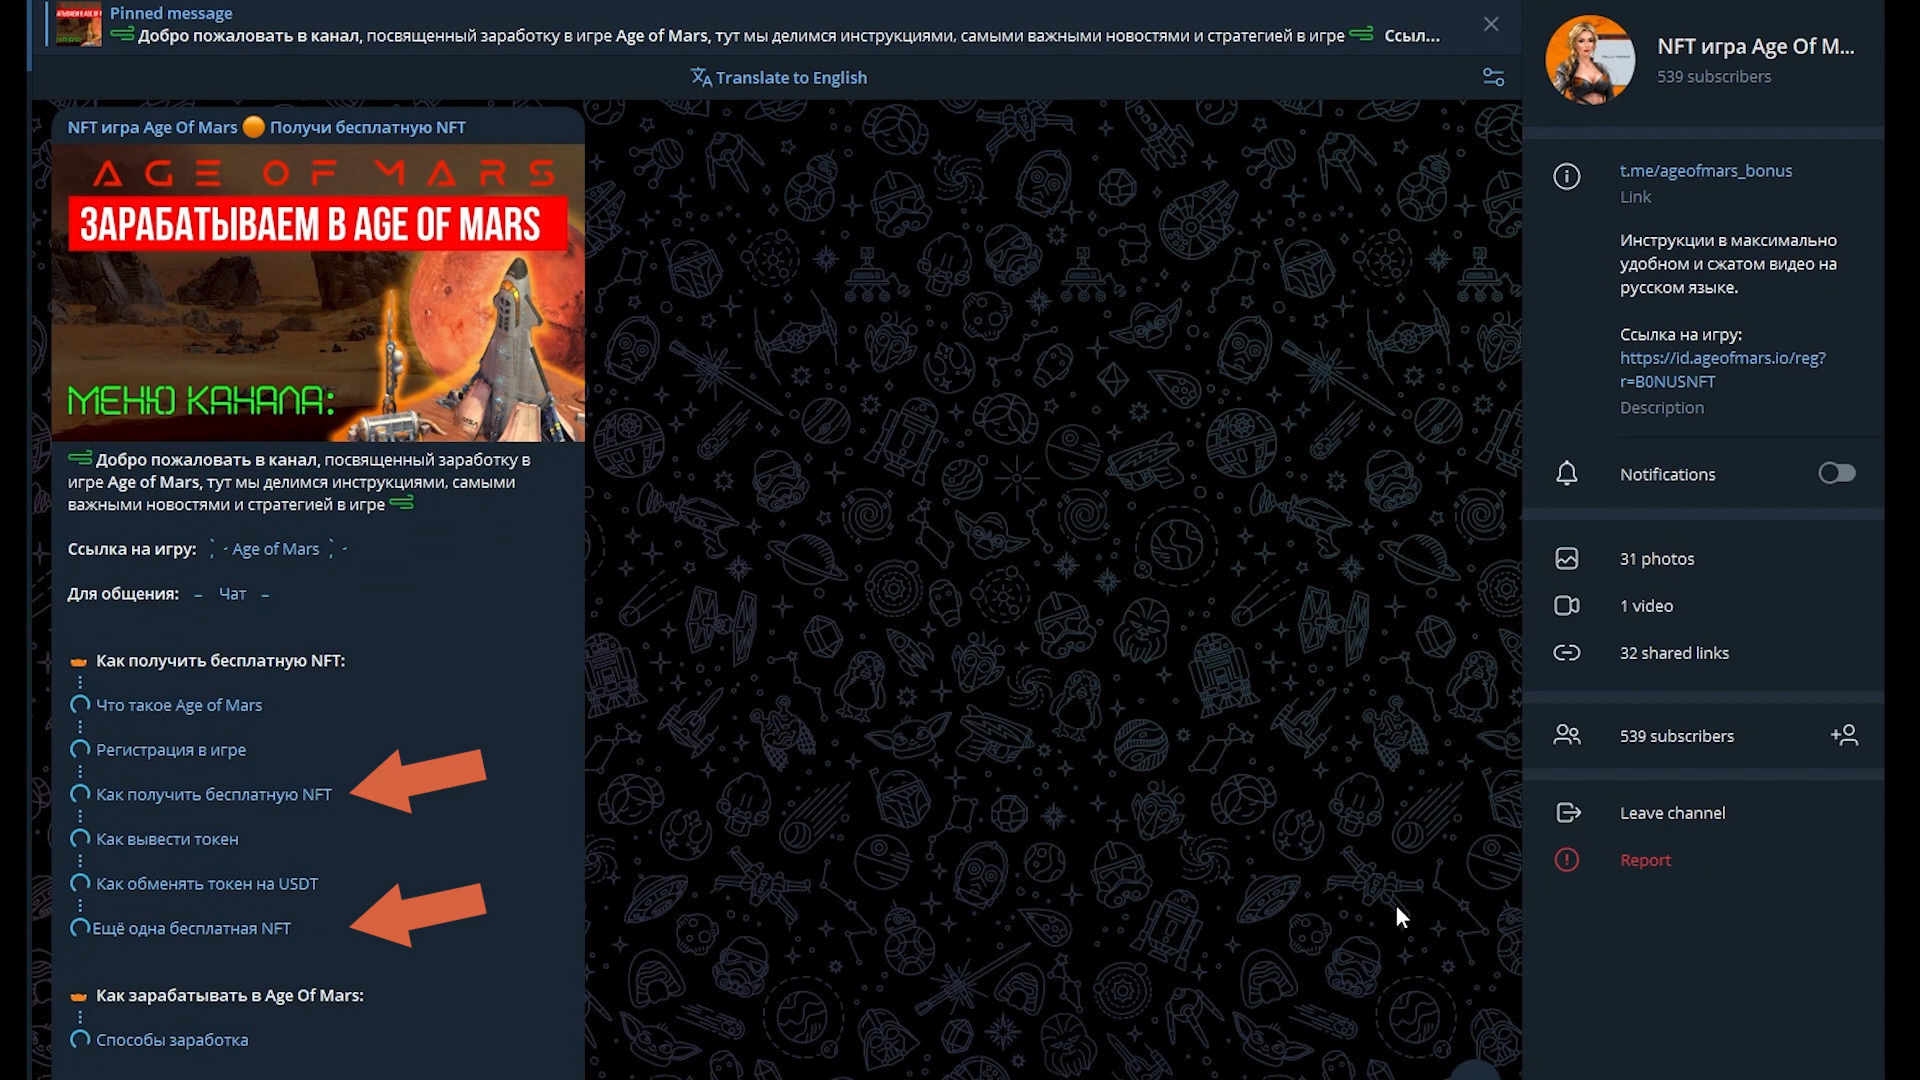 Pinned message
Добро пожаловать в канал, посвященный заработку в игре Age of Mars, тут мы делимся инструкциями, самыми важными новостями и стратегией в игре Ссыл...
Translate to English
NFT игра Age Of Mars Получи бесплатную NFT
AGE OF MARS
ЗАРАБАТЫВАЕМ В AGE OF MARS
МЕНЮ КАНАЛА:
Добро пожаловать в канал, посвященный заработку в
игре Age of Mars, тут мы делимся инструкциями, самыми
важными новостями и стратегией в игре
Ссылка на игру: Age of Mars
Для общения: – Чат –
Как получить бесплатную NFT:
Что такое Age of Mars
Регистрация в игре
Как получить бесплатную NFT
Как вывести токен
Как обменять токен на USDT
Ещё одна бесплатная NFT
Как зарабатывать в Age Of Mars:
Способы заработка
NFT игра Age Of M...
539 subscribers
t.me/ageofmars_bonus
Link
Инструкции в максимально
удобном и сжатом видео на
русском языке.
Ссылка на игру:
https://id.ageofmars.io/reg?
r=B0NUSNFT
Description
Notifications
31 photos
1 video
32 shared links
539 subscribers
Leave channel
Report